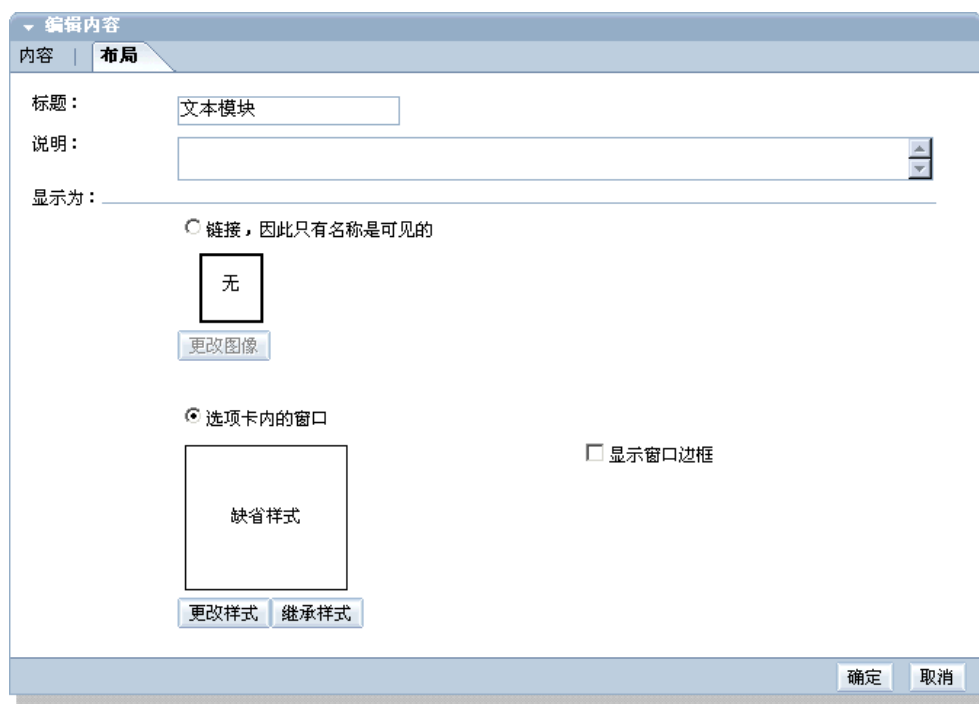 编辑内容
内容 | 布局
标题： 文本模块
说明：
显示为：
链接，因此只有名称是可见的
无
更改图像
选项卡内的窗口
显示窗口边框
缺省样式
更改样式 继承样式
确定 取消